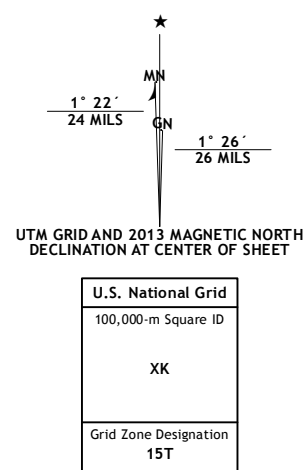 MN
1° 22´
24 MILS
GN
1° 26´
26 MILS
UTM GRID AND 2013 MAGNETIC NORTH
DECLINATION AT CENTER OF SHEET
U.S. National Grid
100,000-m Square ID
XK
Grid Zone Designation
15T